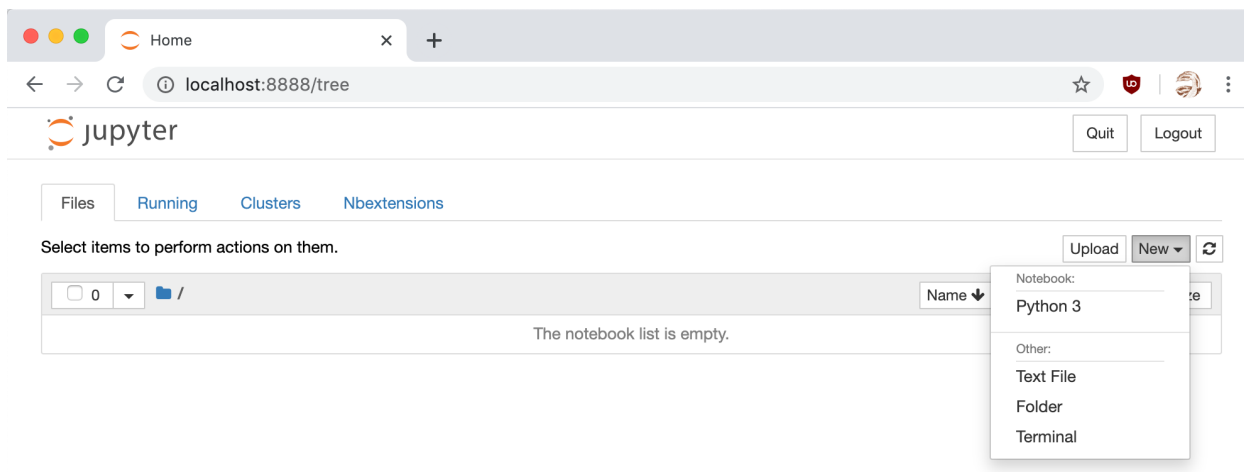 Home
localhost:8888/tree
jupyter
Quit Logout
Files Running Clusters Nbextensions
Select items to perform actions on them.
Upload New
0 / Name
Notebook:
Python 3
The notebook list is empty.
Other:
Text File
Folder
Terminal